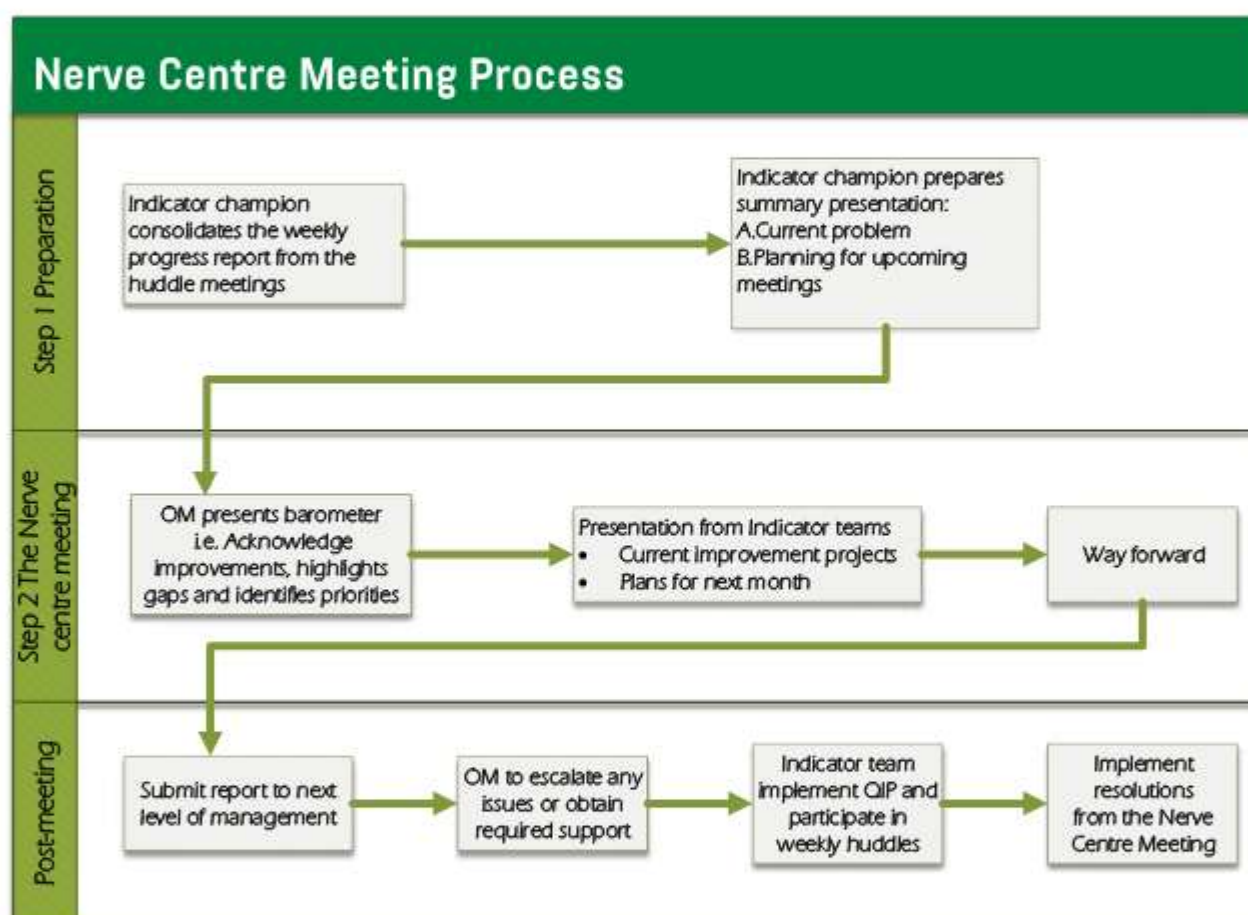 Nerve Centre Meeting Process
Step 1 Preparation
Indicator champion
consolidates the weekly
progress report from the
huddle meetings
Indicator champion prepares
summary presentation:
A.Current problem
B.Planning for upcoming
meetings
Step 2 The Nerve
centre meeting
OM presents barometer
i.e. Acknowledge
improvements, highlights
gaps and identifies priorities
Presentation from Indicator teams
• Current improvement projects
• Plans for next month
Way forward
Post-meeting
Submit report to next
level of management
OM to escalate any
issues or obtain
required support
Indicator team
implement QIP and
participate in
weekly huddles
Implement
resolutions
from the Nerve
Centre Meeting